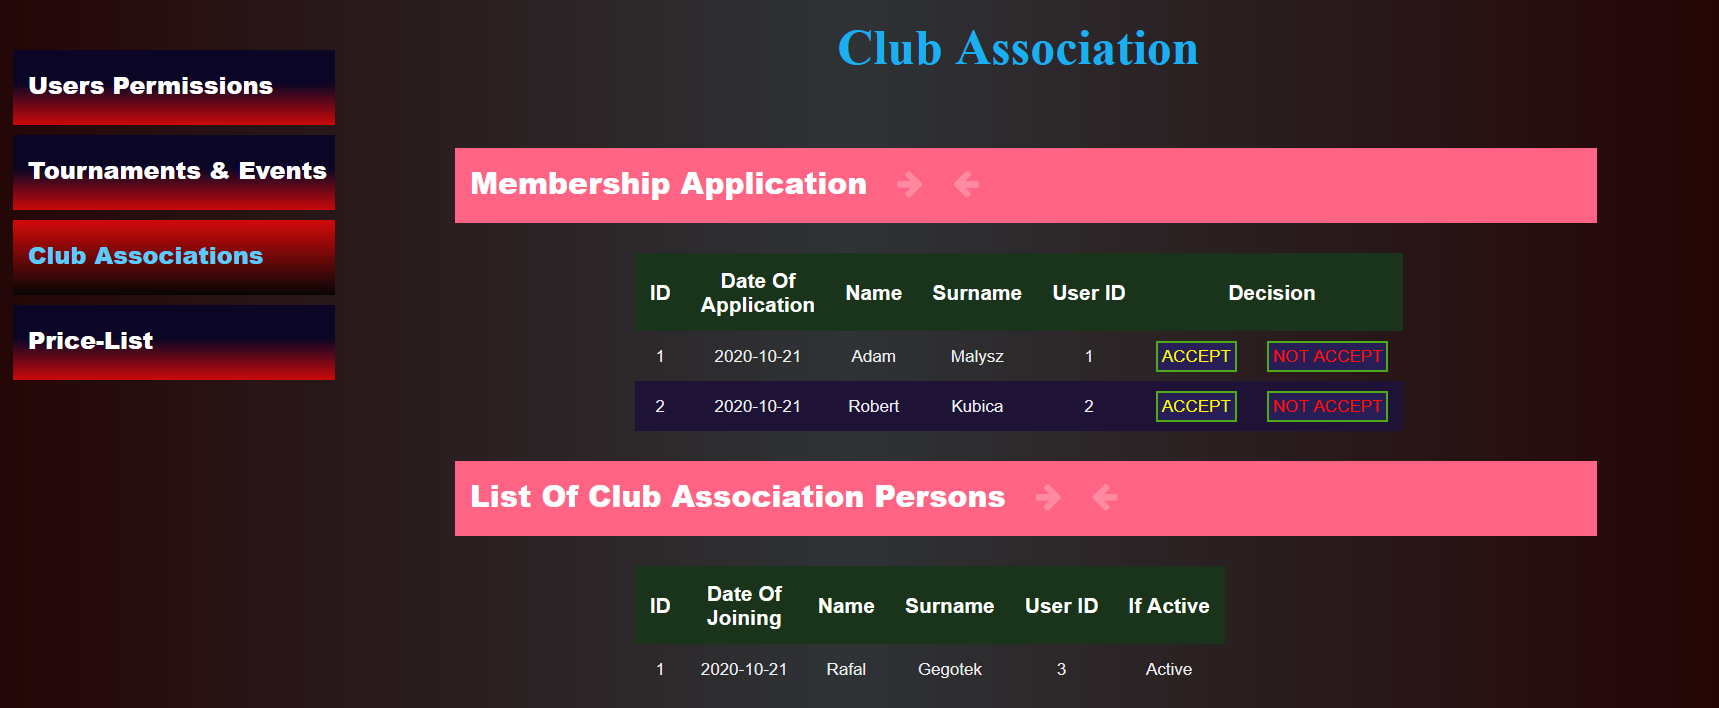 Club Association
Users Permissions
Tournaments & Events
Club Associations
Price-List
Membership Application
ID Date Of Application Name Surname User ID Decision
1 2020-10-21 Adam Malysz 1 ACCEPT NOT ACCEPT
2 2020-10-21 Robert Kubica 2 ACCEPT NOT ACCEPT
List Of Club Association Persons
ID Date Of Joining Name Surname User ID If Active
1 2020-10-21 Rafal Gegotek 3 Active